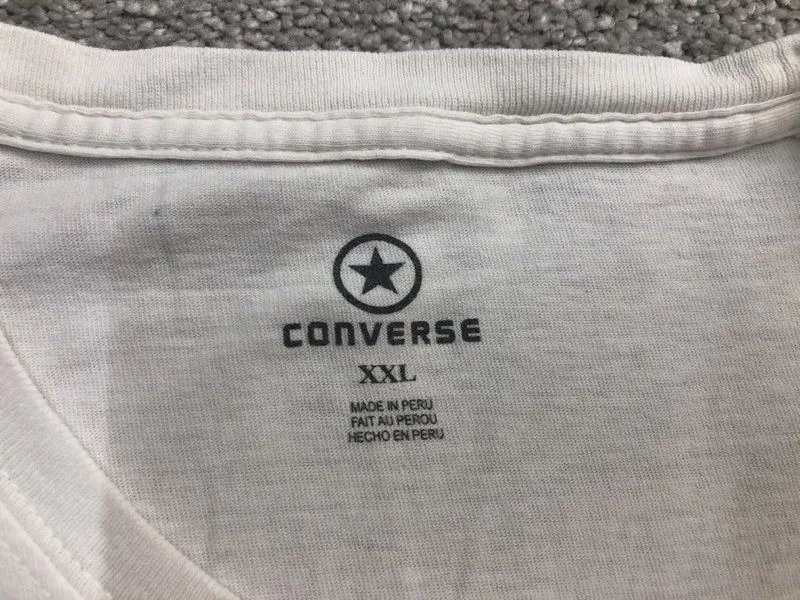 CONVERSE
XXL
MADE IN PERU
FAIT AU PEROU
HECHO EN PERU